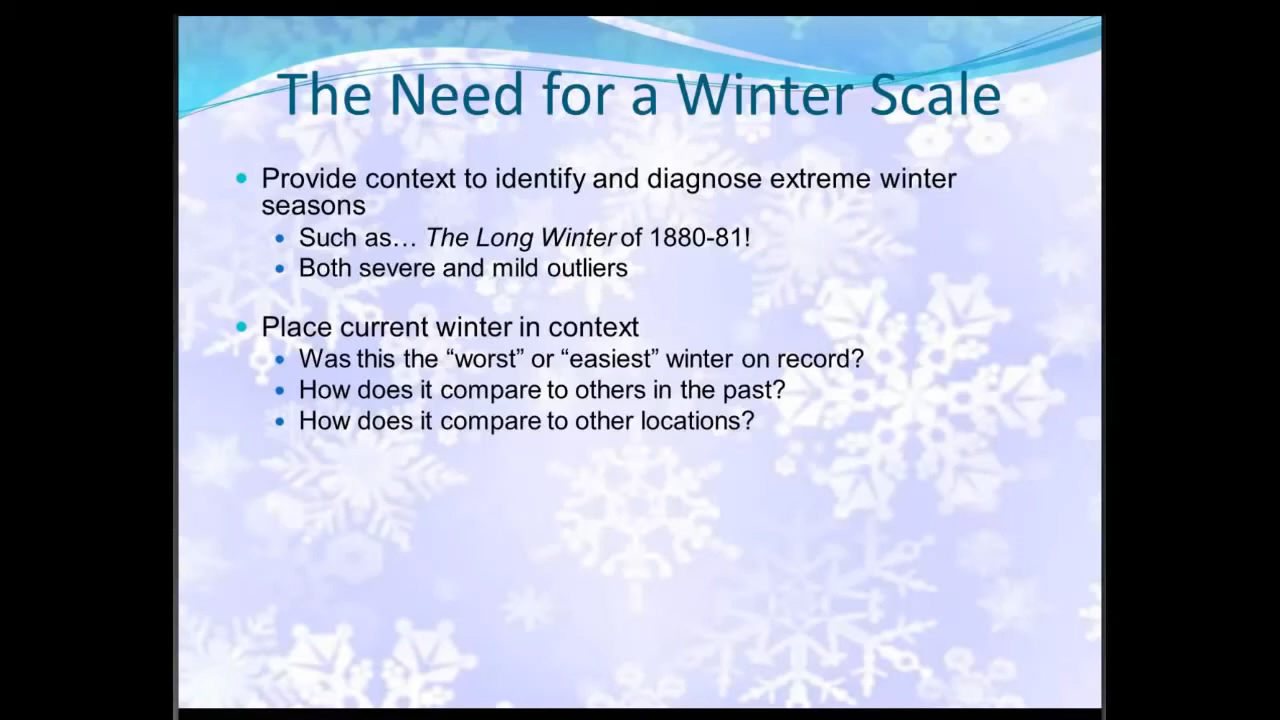 The Need for a Winter Scale
• Provide context to identify and diagnose extreme winter
seasons
• Such as… The Long Winter of 1880-81!
• Both severe and mild outliers
• Place current winter in context
• Was this the “worst” or “easiest” winter on record?
• How does it compare to others in the past?
• How does it compare to other locations?